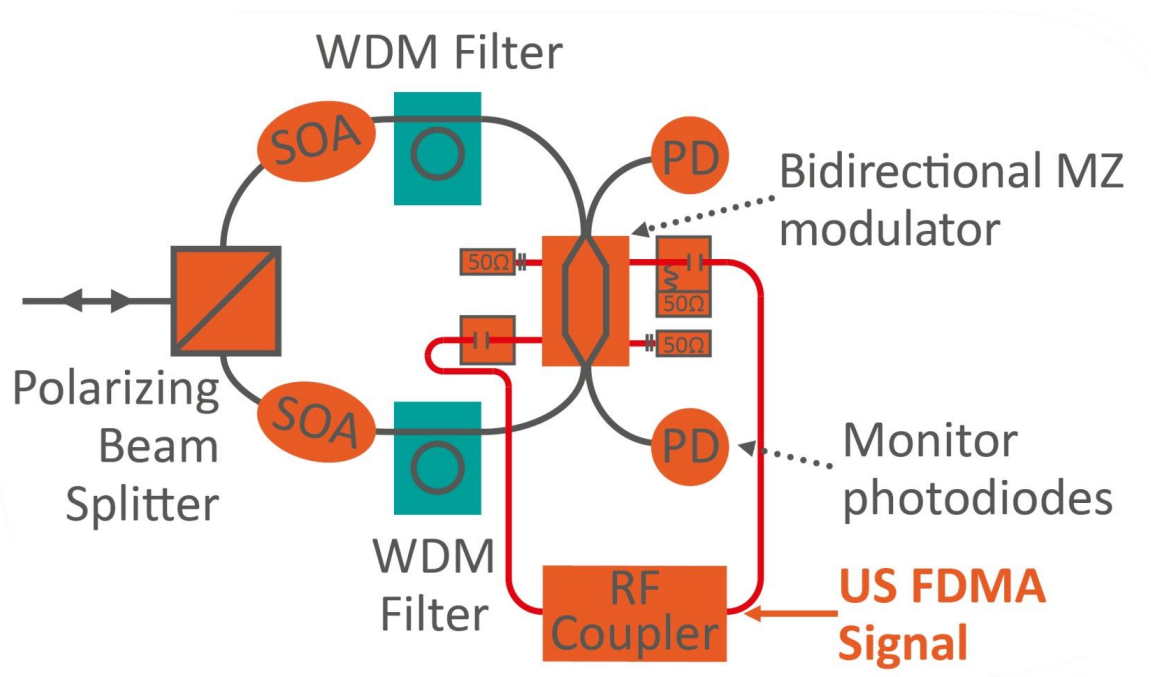 WDM Filter
SOA
PD
Bidirectional MZ
modulator
50Ω
50Ω
50Ω
Polarizing
Beam
Splitter
SOA
PD
Monitor
photodiodes
WDM
Filter
RF
Coupler
US FDMA
Signal